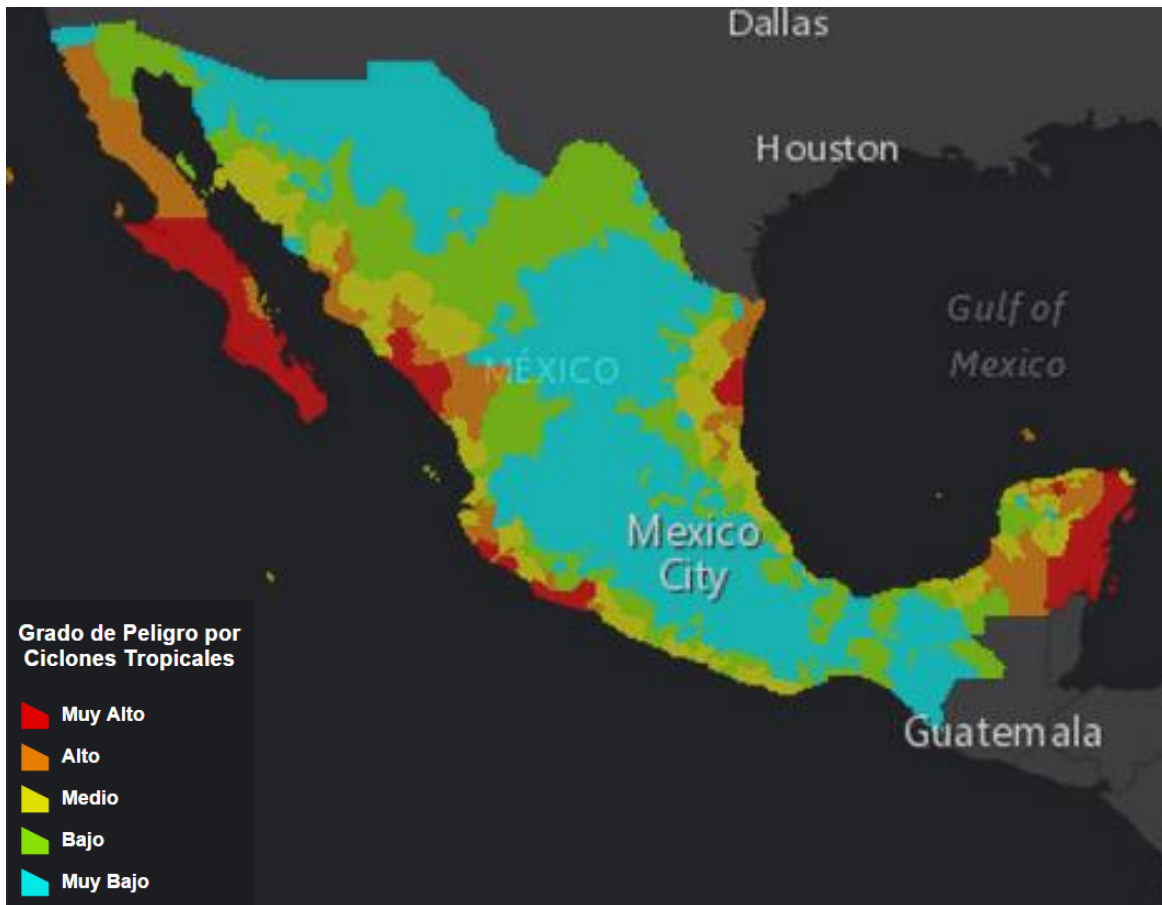 Dallas
Houston
Gulf of
Mexico
MÉXICO
Mexico
City
Guatemala
Grado de Peligro por
Ciclones Tropicales
Muy Alto
Alto
Medio
Bajo
Muy Bajo